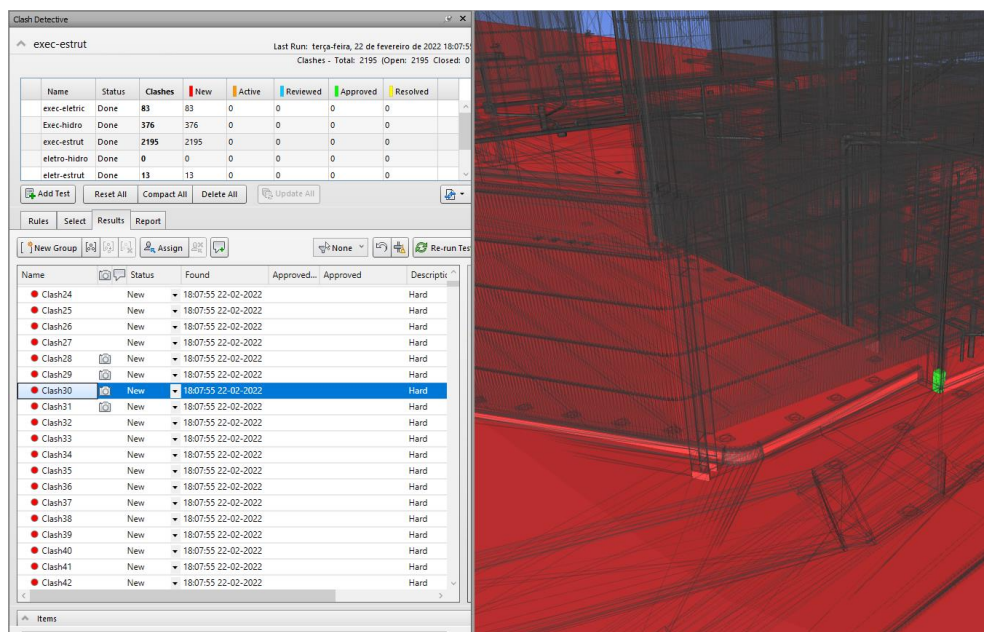 Clash Detective
exec-estrut
Last Run: terça-feira, 22 de fevereiro de 2022 18:07:55
Clashes - Total: 2195 (Open: 2195 Closed: 0
Name Status Clashes New Active Reviewed Approved Resolved
exec-eletric Done 83 83 0 0 0 0
Exec-hidro Done 376 376 0 0 0 0
exec-estrut Done 2195 2195 0 0 0 0
eletro-hidro Done 0 0 0 0 0 0
eletr-estrut Done 13 13 0 0 0 0
Add Test Reset All Compact All Delete All Update All
Rules Select Results Report
New Group Assign None Re-run Tes
Name Status Found Approved... Approved Descriptic
Clash24 New 18:07:55 22-02-2022 Hard
Clash25 New 18:07:55 22-02-2022 Hard
Clash26 New 18:07:55 22-02-2022 Hard
Clash27 New 18:07:55 22-02-2022 Hard
Clash28 New 18:07:55 22-02-2022 Hard
Clash29 New 18:07:55 22-02-2022 Hard
Clash30 New 18:07:55 22-02-2022 Hard
Clash31 New 18:07:55 22-02-2022 Hard
Clash32 New 18:07:55 22-02-2022 Hard
Clash33 New 18:07:55 22-02-2022 Hard
Clash34 New 18:07:55 22-02-2022 Hard
Clash35 New 18:07:55 22-02-2022 Hard
Clash36 New 18:07:55 22-02-2022 Hard
Clash37 New 18:07:55 22-02-2022 Hard
Clash38 New 18:07:55 22-02-2022 Hard
Clash39 New 18:07:55 22-02-2022 Hard
Clash40 New 18:07:55 22-02-2022 Hard
Clash41 New 18:07:55 22-02-2022 Hard
Clash42 New 18:07:55 22-02-2022 Hard
Items